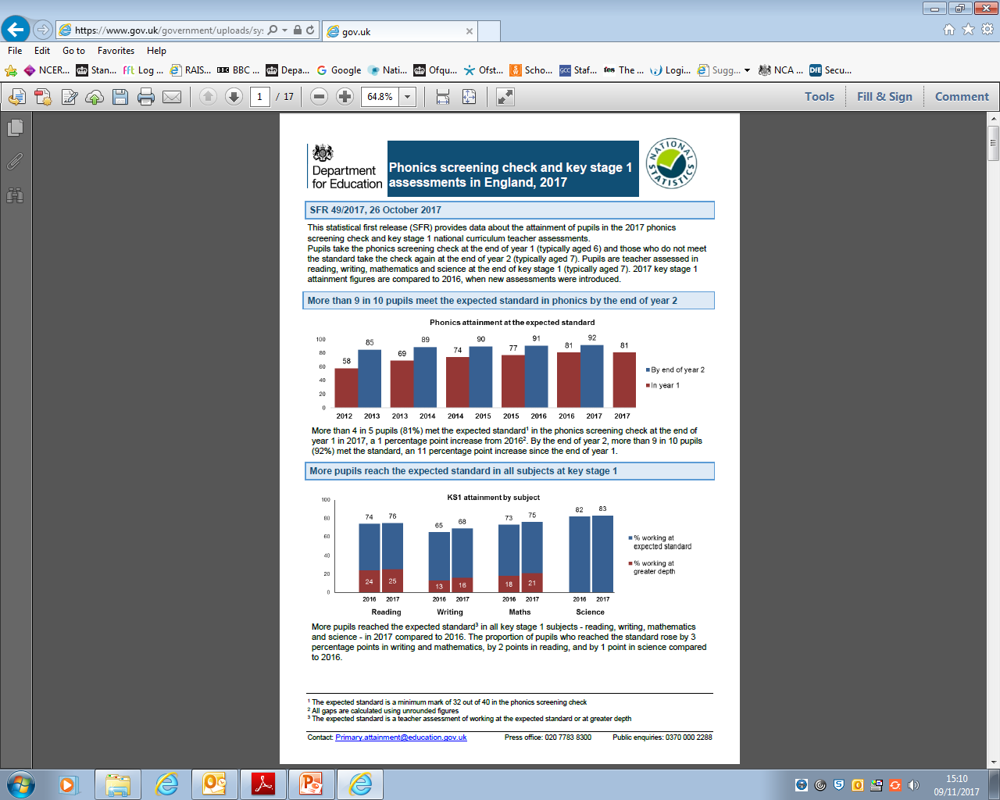 https://www.gov.uk/government/uploads/sys
gov.uk
File Edit Go to Favorites Help
NCER... Stan... fft Log ... RAIS... BBC BBC ... Depa... Google Nati... Ofqu... Ofst... Scho... GCC Staf... tes The ... Logi... Sugg... NCA ... DfE Secu...
1 / 17 64.8% Tools Fill & Sign Comment
Department
for Education
Phonics screening check and key stage 1
assessments in England, 2017
NATIONAL STATISTICS
SFR 49/2017, 26 October 2017
This statistical first release (SFR) provides data about the attainment of pupils in the 2017 phonics
screening check and key stage 1 national curriculum teacher assessments.
Pupils take the phonics screening check at the end of year 1 (typically aged 6) and those who do not meet
the standard take the check again at the end of year 2 (typically aged 7). Pupils are teacher assessed in
reading, writing, mathematics and science at the end of key stage 1 (typically aged 7). 2017 key stage 1
attainment figures are compared to 2016, when new assessments were introduced.
More than 9 in 10 pupils meet the expected standard in phonics by the end of year 2
Phonics attainment at the expected standard
100
80
60
40
20
0
58 85 69 89 74 90 77 91 81 92 81
2012 2013 2013 2014 2014 2015 2015 2016 2016 2017 2017
By end of year 2
In year 1
More than 4 in 5 pupils (81%) met the expected standard¹ in the phonics screening check at the end of
year 1 in 2017, a 1 percentage point increase from 2016². By the end of year 2, more than 9 in 10 pupils
(92%) met the standard, an 11 percentage point increase since the end of year 1.
More pupils reach the expected standard in all subjects at key stage 1
KS1 attainment by subject
100
80
60
40
20
0
74 76 65 68 73 75 82 83
24 25 13 16 18 21
2016 2017 2016 2017 2016 2017 2016 2017
Reading Writing Maths Science
% working at
expected standard
% working at
greater depth
More pupils reached the expected standard³ in all key stage 1 subjects - reading, writing, mathematics
and science - in 2017 compared to 2016. The proportion of pupils who reached the standard rose by 3
percentage points in writing and mathematics, by 2 points in reading, and by 1 point in science compared
to 2016.
¹ The expected standard is a minimum mark of 32 out of 40 in the phonics screening check
² All gaps are calculated using unrounded figures
³ The expected standard is a teacher assessment of working at the expected standard or at greater depth
Contact: Primary.attainment@education.gov.uk Press office: 020 7783 8300 Public enquiries: 0370 000 2288
15:10
09/11/2017